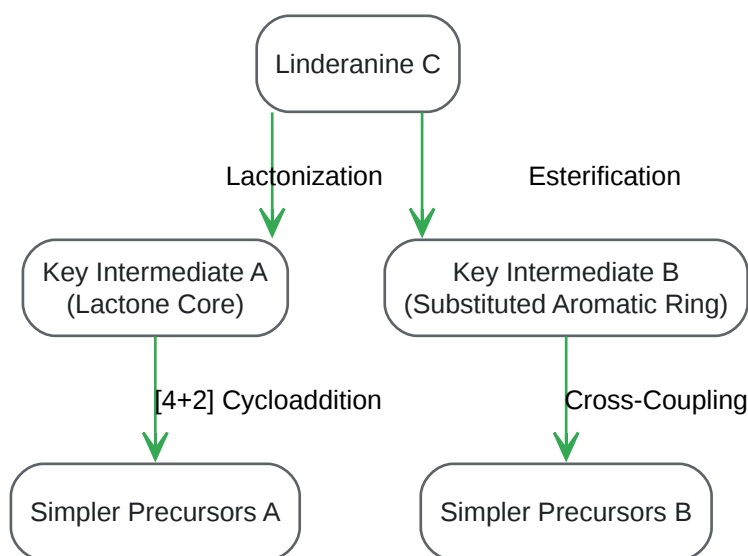 Linderanine C
Lactonization
Esterification
Key Intermediate A
(Lactone Core)
Key Intermediate B
(Substituted Aromatic Ring)
[4+2] Cycloaddition
Cross-Coupling
Simpler Precursors A
Simpler Precursors B